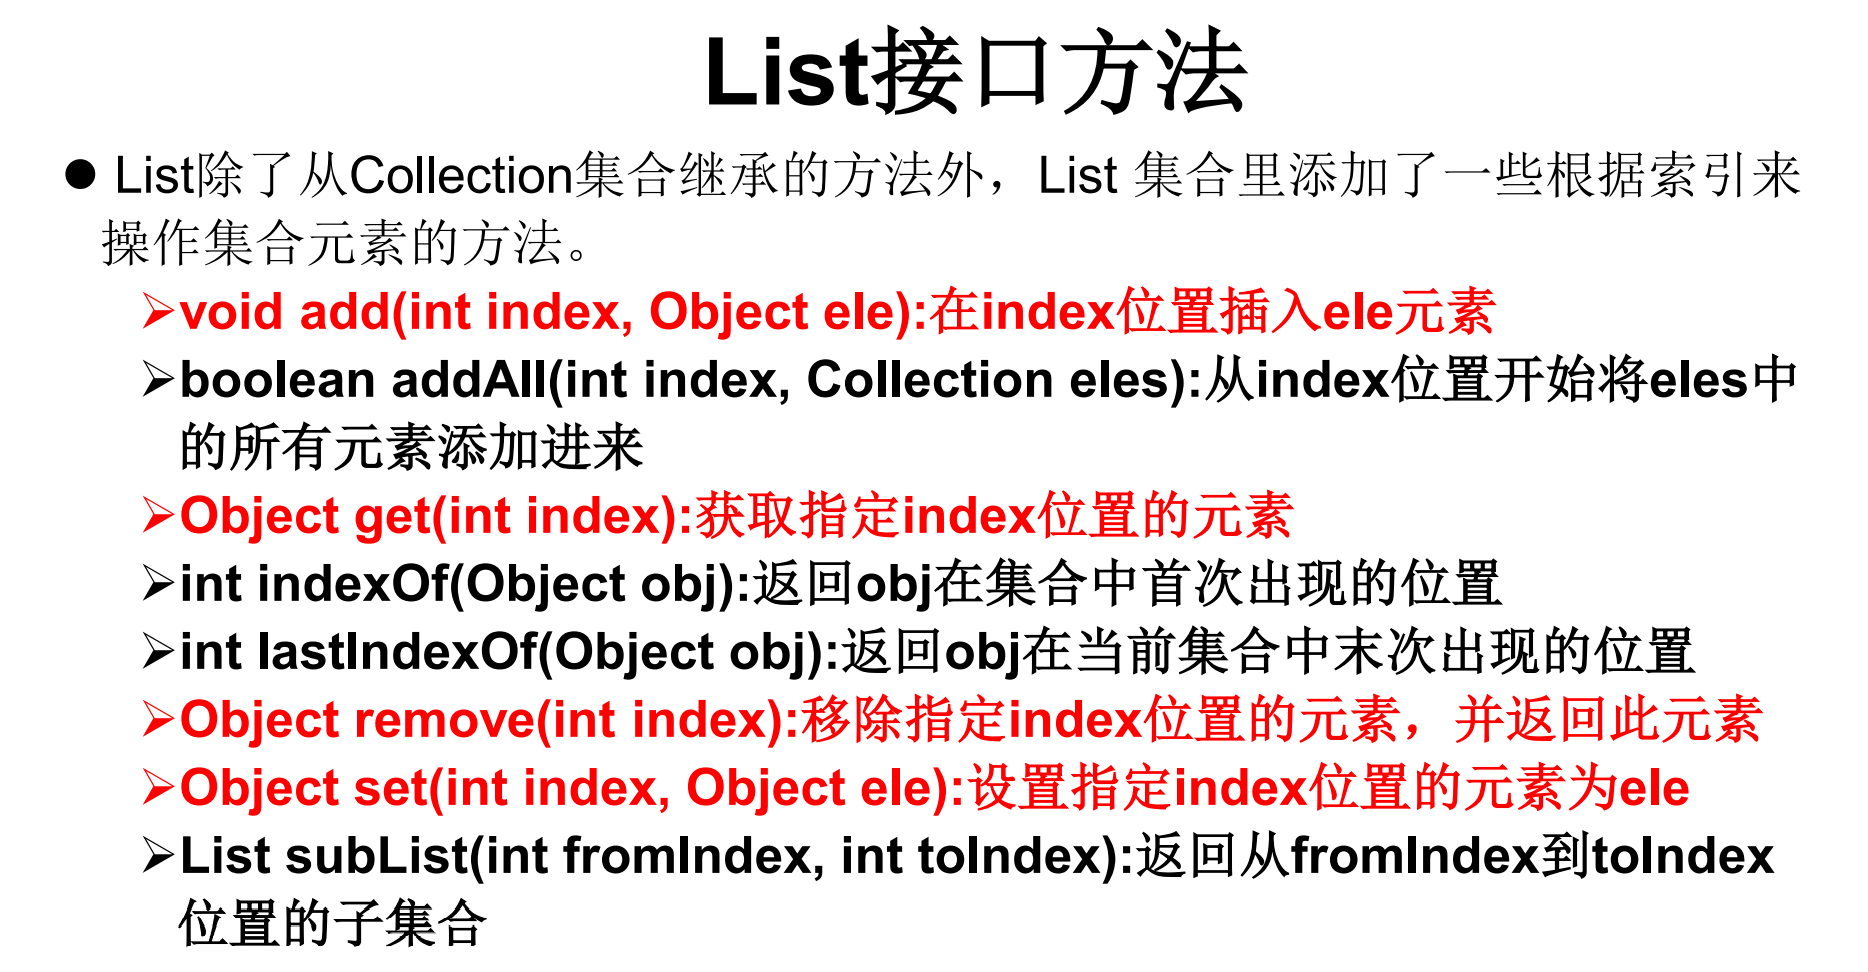 List接口方法
● List除了从Collection集合继承的方法外，List 集合里添加了一些根据索引来
操作集合元素的方法。
➢void add(int index, Object ele):在index位置插入ele元素
➢boolean addAll(int index, Collection eles):从index位置开始将eles中
的所有元素添加进来
➢Object get(int index):获取指定index位置的元素
➢int indexOf(Object obj):返回obj在集合中首次出现的位置
➢int lastIndexOf(Object obj):返回obj在当前集合中末次出现的位置
➢Object remove(int index):移除指定index位置的元素，并返回此元素
➢Object set(int index, Object ele):设置指定index位置的元素为ele
➢List subList(int fromIndex, int toIndex):返回从fromIndex到toIndex
位置的子集合